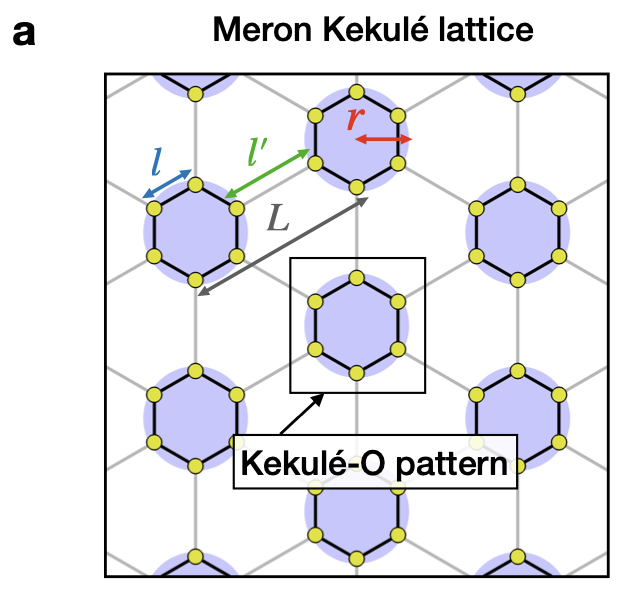 a
Meron Kekulé lattice
r
l
l′
L
Kekulé-O pattern